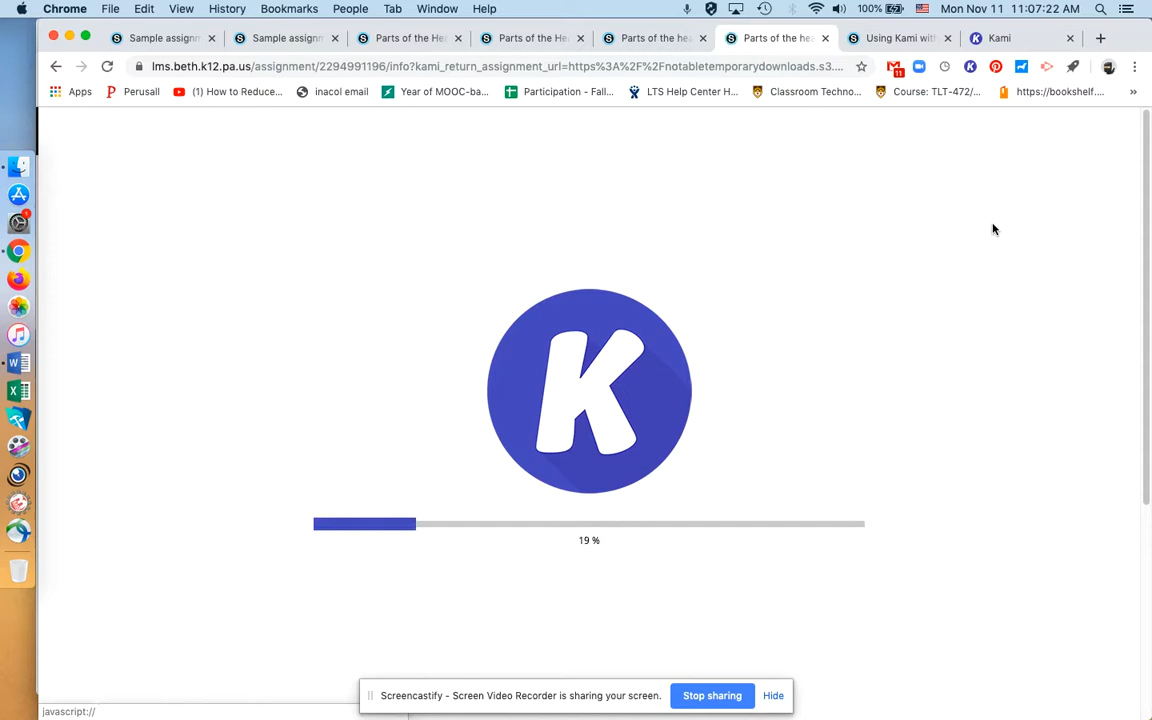 Chrome File Edit View History Bookmarks People Tab Window Help 100% Mon Nov 11 11:07:22 AM
Sample assignm × Sample assignm × Parts of the He × Parts of the He × Parts of the hea × Parts of the hea × Using Kami with × Kami ×
lms.beth.k12.pa.us/assignment/2294991196/info?kami_return_assignment_url=https%3A%2F%2Fnotabletemporarydownloads.s3.... 11
Apps Perusall (1) How to Reduce... inacol email Year of MOOC-ba... Participation - Fall... LTS Help Center H... Classroom Techno... Course: TLT-472/... https://bookshelf.... »
K
19 %
Screencastify - Screen Video Recorder is sharing your screen. Stop sharing Hide
javascript://